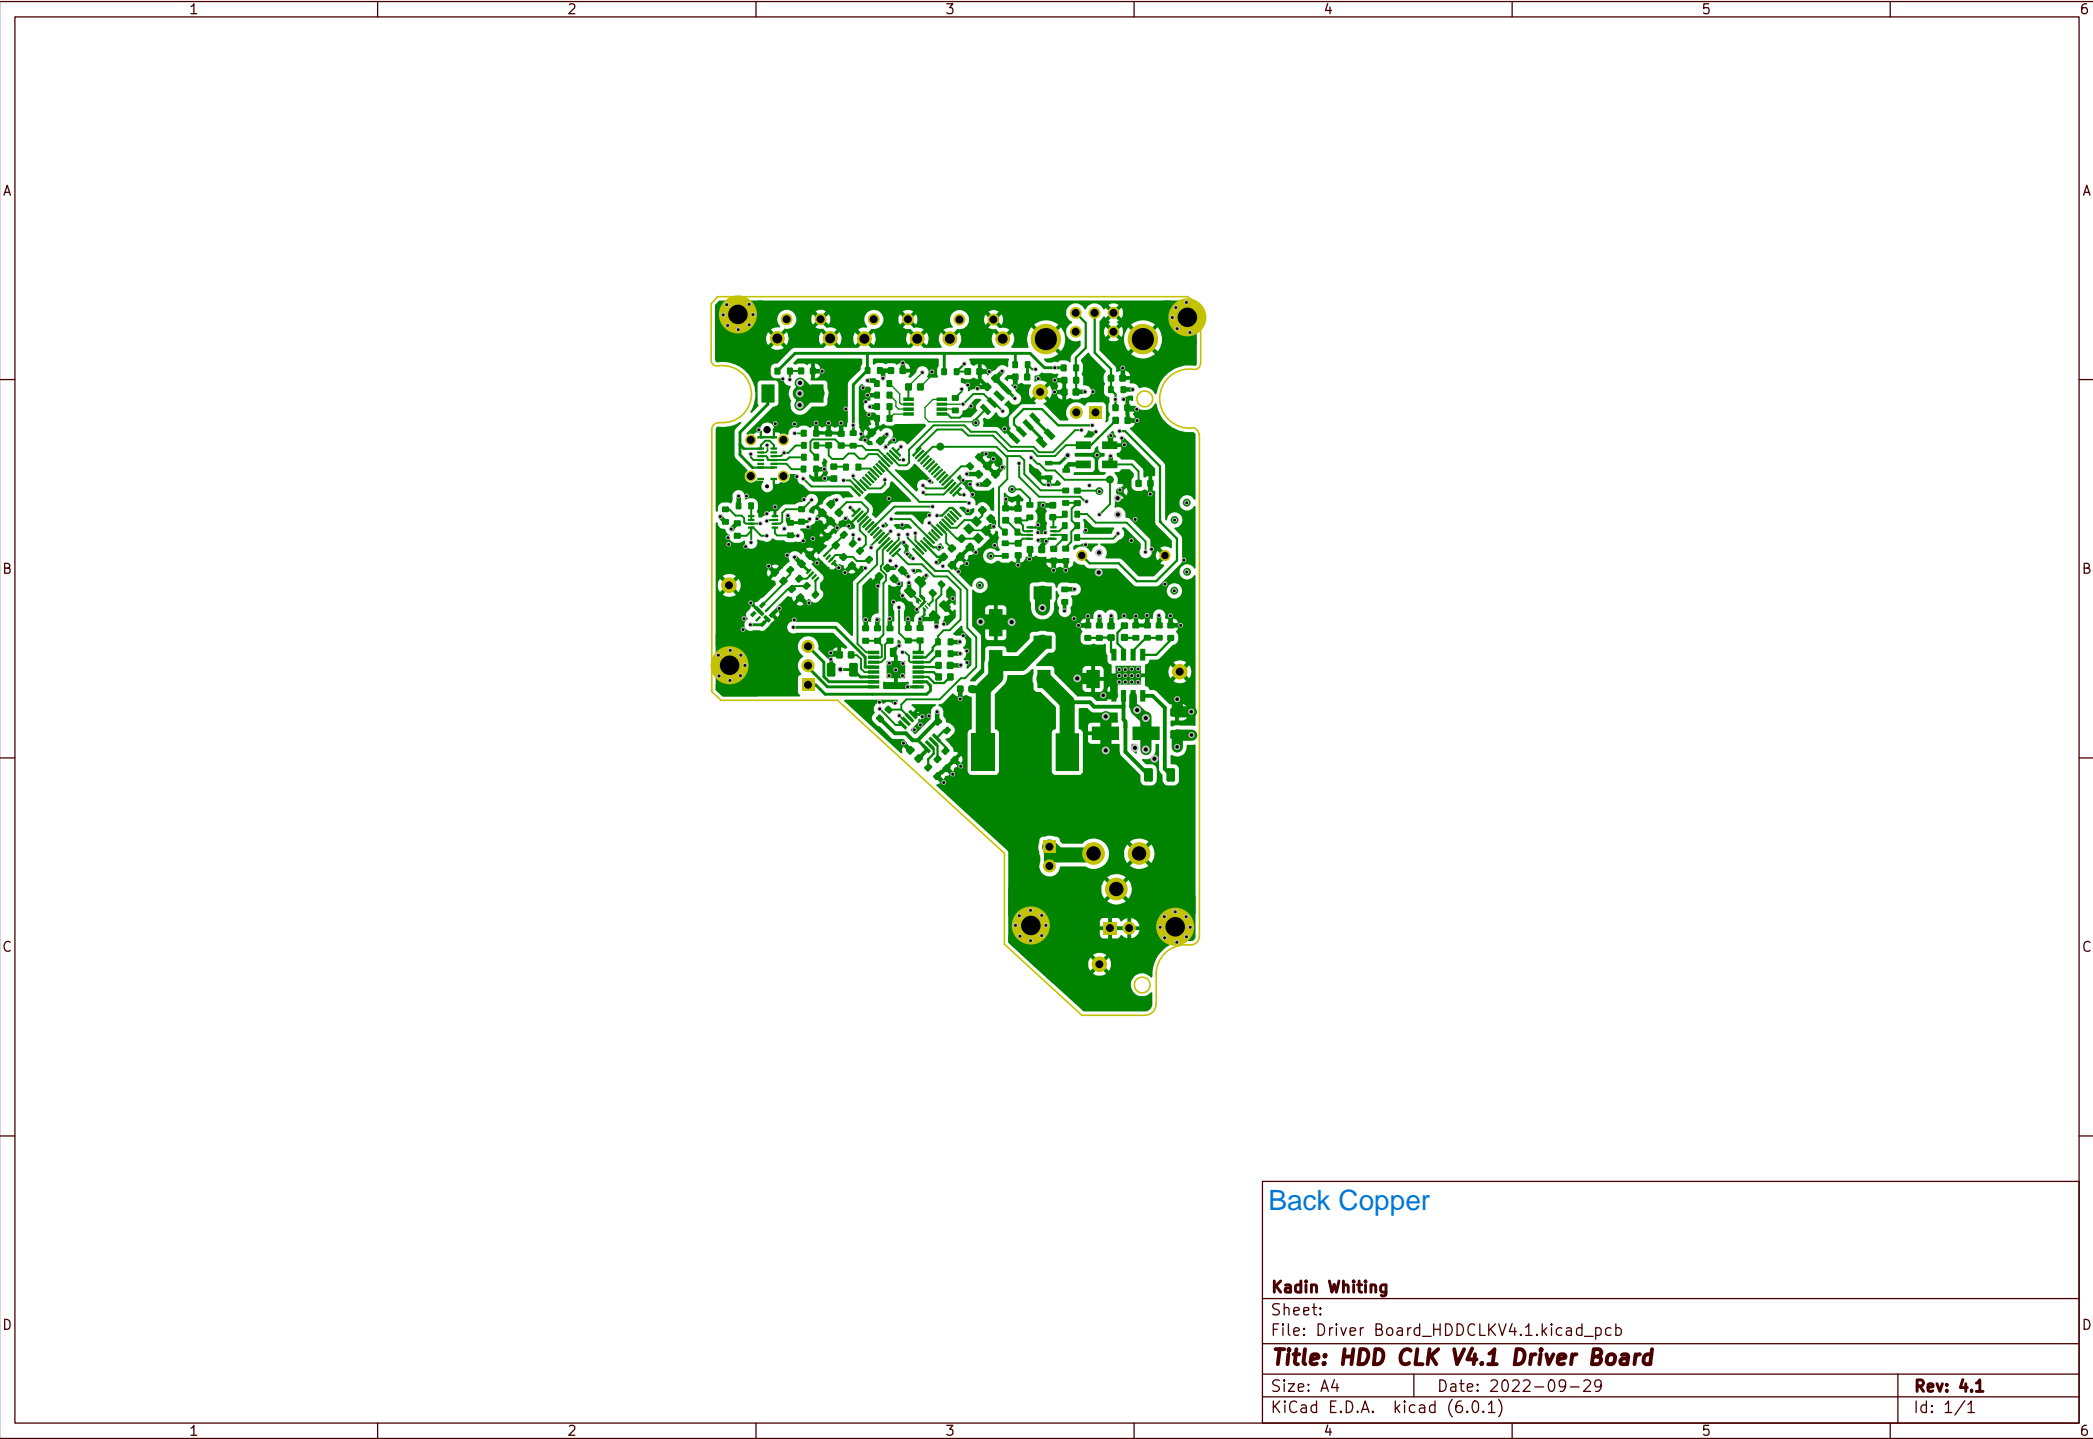 1 2 3 4 5 6
A A
B B
C C
D D
Back Copper
Kadin Whiting
Sheet:
File: Driver Board_HDDCLKV4.1.kicad_pcb
Title: HDD CLK V4.1 Driver Board
Size: A4 Date: 2022-09-29 Rev: 4.1
KiCad E.D.A. kicad (6.0.1) Id: 1/1
1 2 3 4 5 6